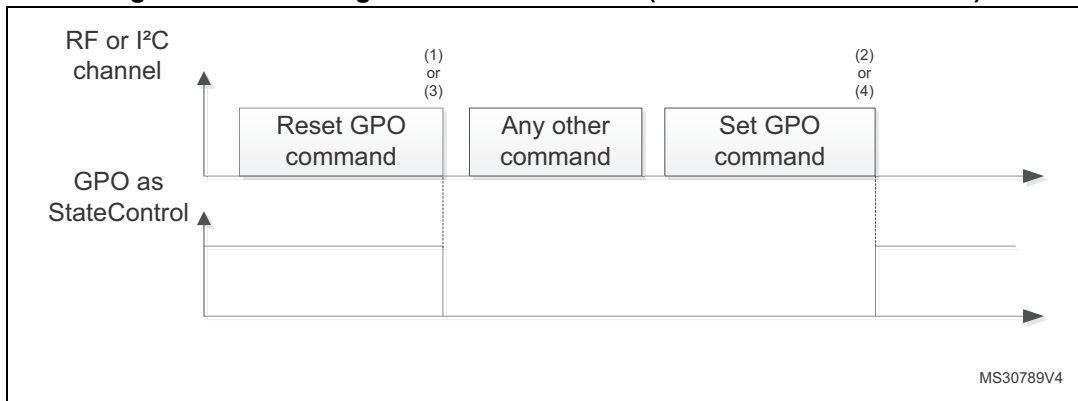 RF or I²C
channel
(1)
or
(3)
(2)
or
(4)
Reset GPO
command
Any other
command
Set GPO
command
GPO as
StateControl
MS30789V4